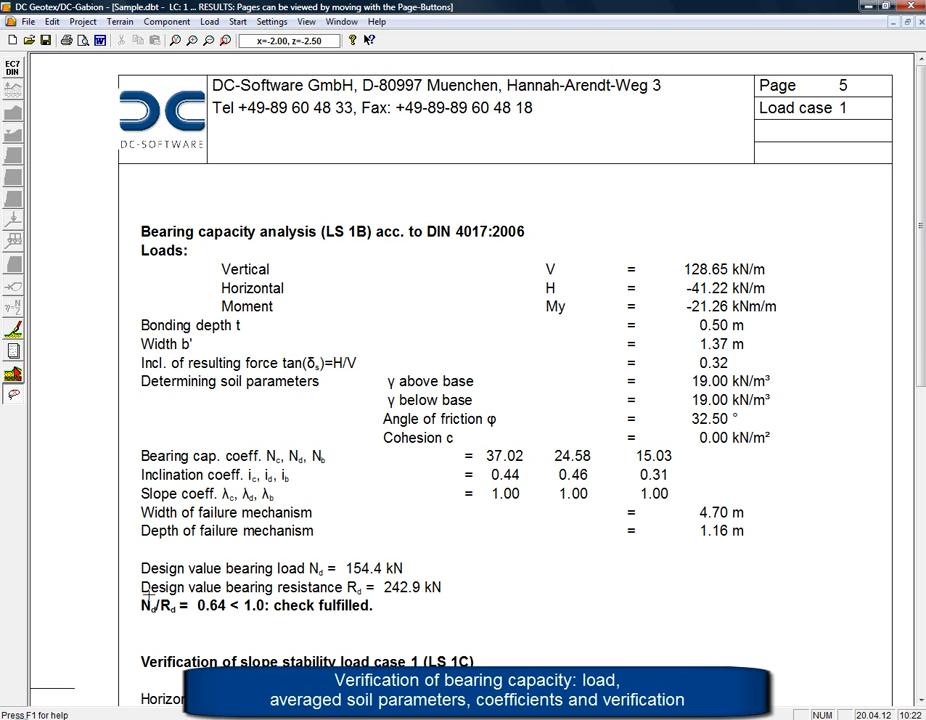 DC Geotex/DC-Gabion - [Sample.dbt - LC: 1 ... RESULTS: Pages can be viewed by moving with the Page-Buttons]
File Edit Project Terrain Component Load Start Settings View Window Help
x=-2.00, z=-2.50
EC7
DIN
DC-SOFTWARE
DC-Software GmbH, D-80997 Muenchen, Hannah-Arendt-Weg 3
Tel +49-89 60 48 33, Fax: +49-89-89 60 48 18
Page 5
Load case 1
Bearing capacity analysis (LS 1B) acc. to DIN 4017:2006
Loads:
Vertical V = 128.65 kN/m
Horizontal H = -41.22 kN/m
Moment My = -21.26 kNm/m
Bonding depth t = 0.50 m
Width b' = 1.37 m
Incl. of resulting force tan(δs)=H/V = 0.32
Determining soil parameters γ above base = 19.00 kN/m³
γ below base = 19.00 kN/m³
Angle of friction φ = 32.50 °
Cohesion c = 0.00 kN/m²
Bearing cap. coeff. Nc, Nd, Nb = 37.02 24.58 15.03
Inclination coeff. ic, id, ib = 0.44 0.46 0.31
Slope coeff. λc, λd, λb = 1.00 1.00 1.00
Width of failure mechanism = 4.70 m
Depth of failure mechanism = 1.16 m
Design value bearing load Nd = 154.4 kN
Design value bearing resistance Rd = 242.9 kN
Nd/Rd = 0.64 < 1.0: check fulfilled.
Verification of slope stability load case 1 (LS 1C)
Horizo
Verification of bearing capacity: load,
averaged soil parameters, coefficients and verification
Press F1 for help
NUM 20.04.12 10:22